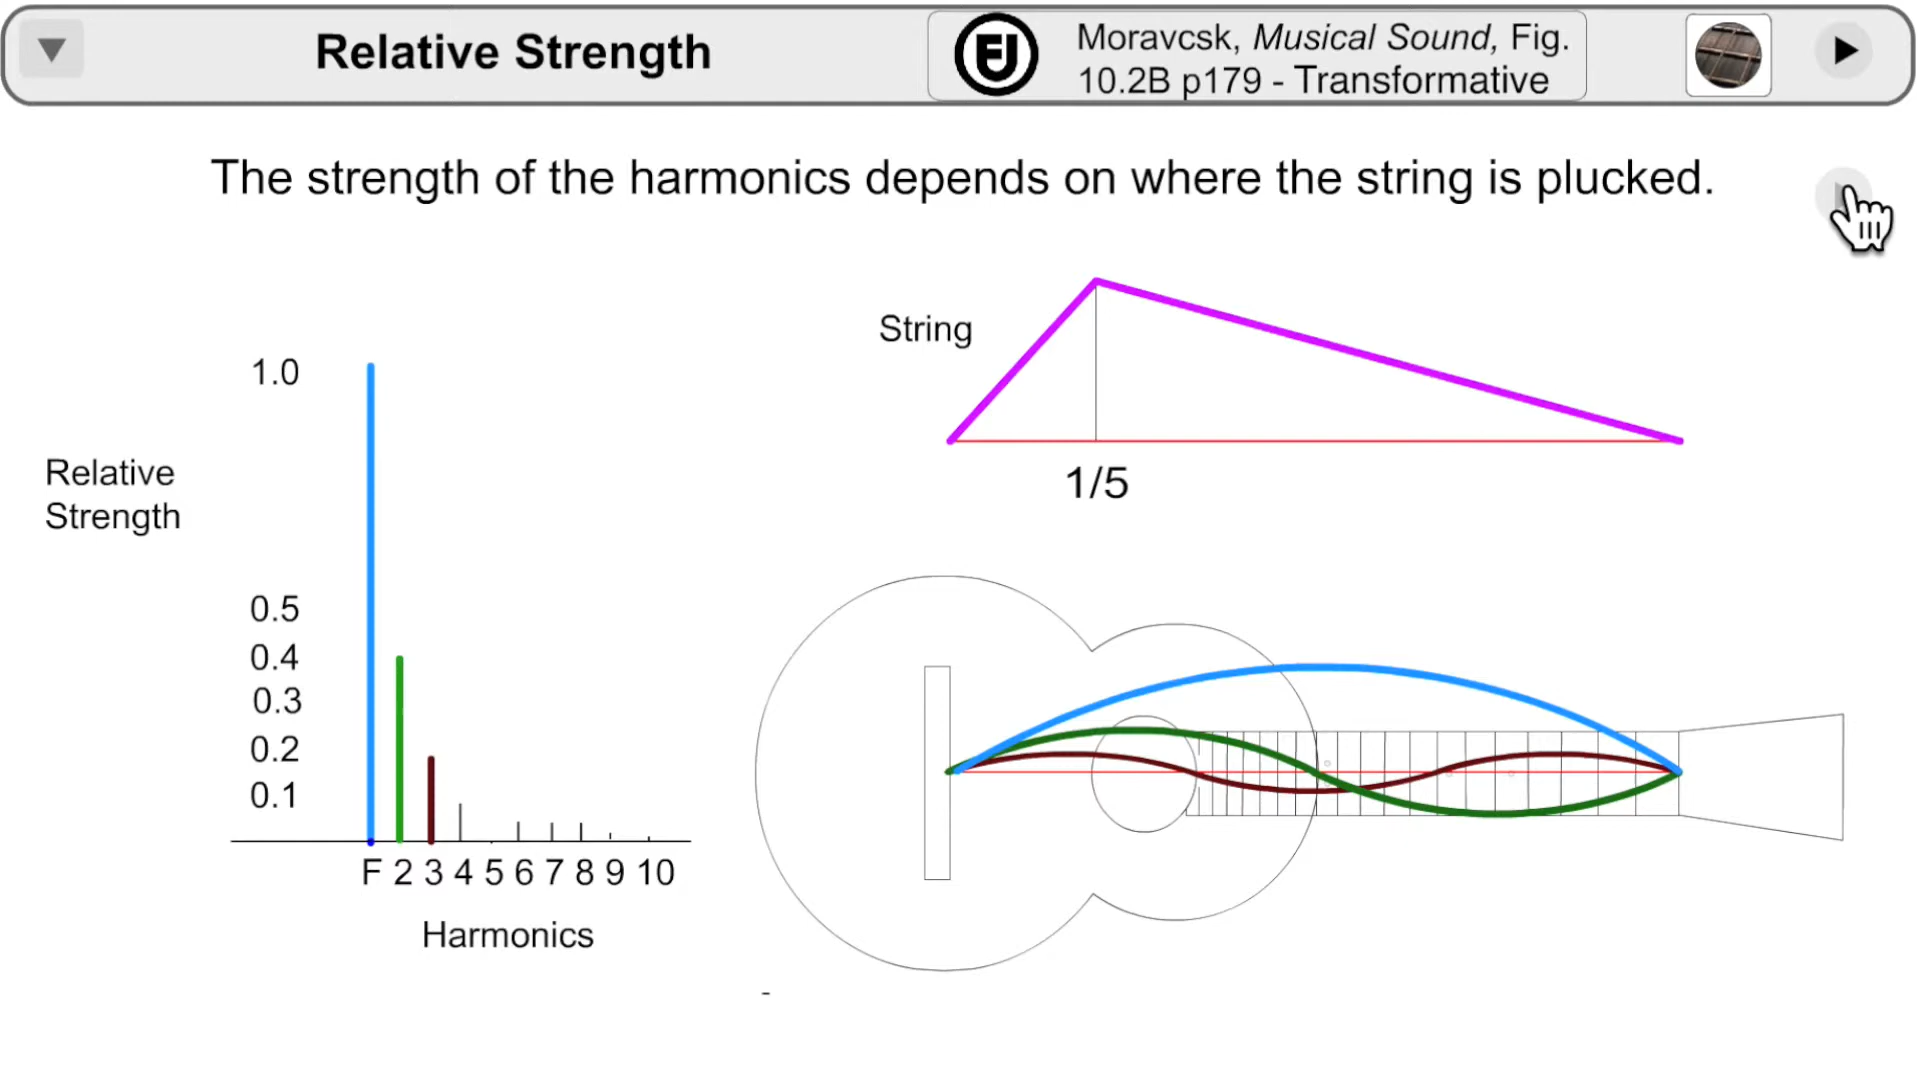 Relative Strength
FJ
Moravcsk, Musical Sound, Fig.
10.2B p179 - Transformative
The strength of the harmonics depends on where the string is plucked.
String
1/5
1.0
Relative
Strength
0.5
0.4
0.3
0.2
0.1
F 2 3 4 5 6 7 8 9 10
Harmonics
-